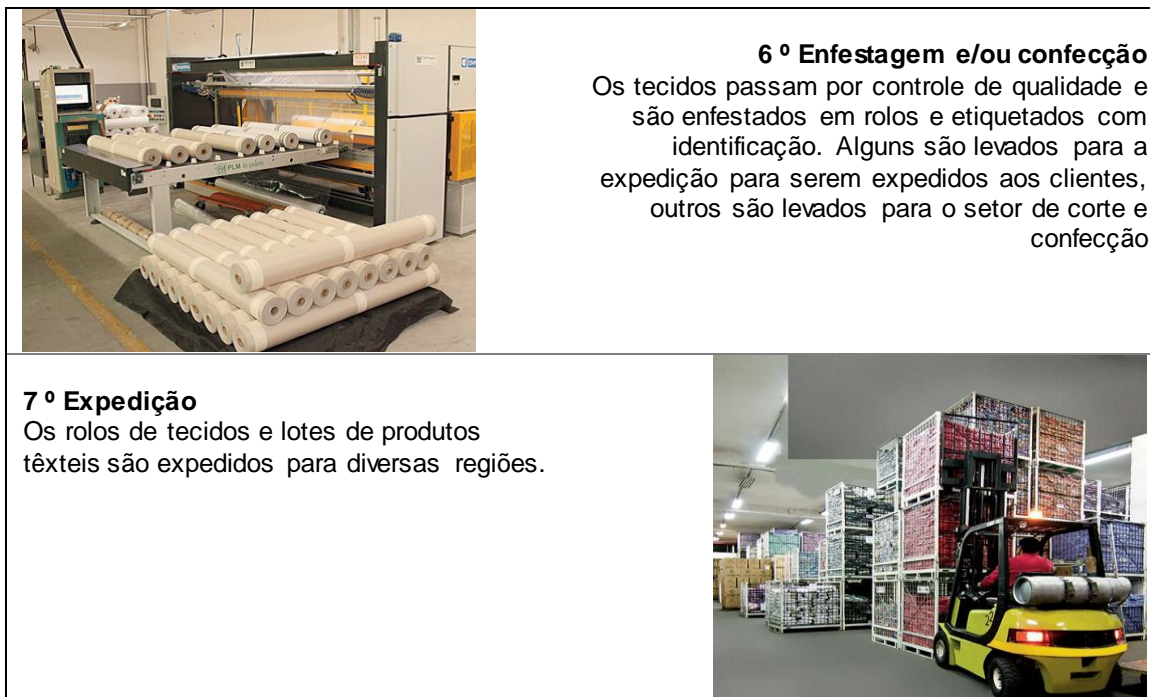 6 º Enfestagem e/ou confecção
Os tecidos passam por controle de qualidade e
são enfestados em rolos e etiquetados com
identificação. Alguns são levados para a
expedição para serem expedidos aos clientes,
outros são levados para o setor de corte e
confecção
7 º Expedição
Os rolos de tecidos e lotes de produtos
têxteis são expedidos para diversas regiões.